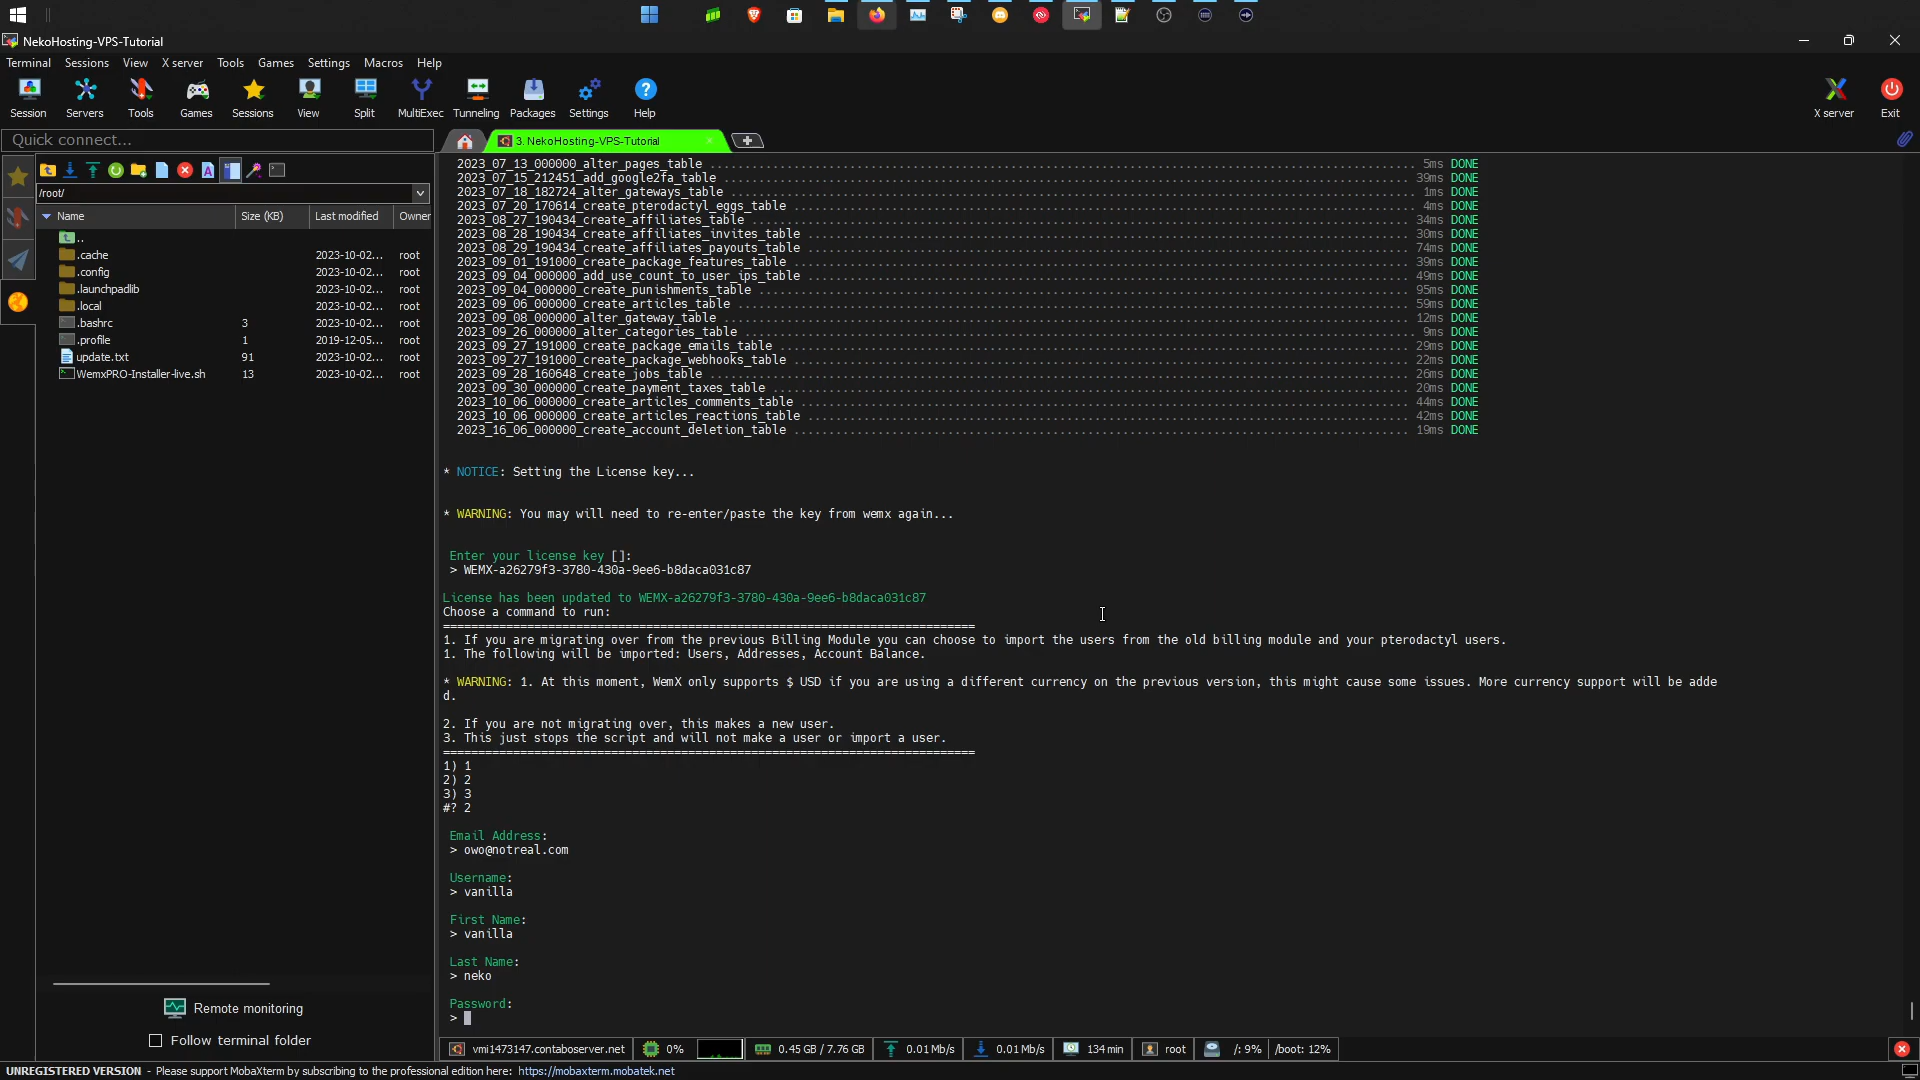 NekoHosting-VPS-Tutorial
Terminal Sessions View X server Tools Games Settings Macros Help
Session Servers Tools Games Sessions View Split MultiExec Tunneling Packages Settings Help X server Exit
Quick connect...
3. NekoHosting-VPS-Tutorial
/root/
Name Size (KB) Last modified Owner
..
.cache 2023-10-02... root
.config 2023-10-02... root
.launchpadlib 2023-10-02... root
.local 2023-10-02... root
.bashrc 3 2023-10-02... root
.profile 1 2019-12-05... root
update.txt 91 2023-10-02... root
WemxPRO-Installer-live.sh 13 2023-10-02... root
Remote monitoring
Follow terminal folder
2023_07_13_000000_alter_pages_table 5ms DONE
2023_07_15_212451_add_google2fa_table 39ms DONE
2023_07_18_182724_alter_gateways_table 1ms DONE
2023_07_20_170614_create_pterodactyl_eggs_table 4ms DONE
2023_08_27_190434_create_affiliates_table 34ms DONE
2023_08_28_190434_create_affiliates_invites_table 30ms DONE
2023_08_29_190434_create_affiliates_payouts_table 74ms DONE
2023_09_01_191000_create_package_features_table 39ms DONE
2023_09_04_000000_add_use_count_to_user_ips_table 49ms DONE
2023_09_04_000000_create_punishments_table 95ms DONE
2023_09_06_000000_create_articles_table 59ms DONE
2023_09_08_000000_alter_gateway_table 12ms DONE
2023_09_26_000000_alter_categories_table 9ms DONE
2023_09_27_191000_create_package_emails_table 29ms DONE
2023_09_27_191000_create_package_webhooks_table 22ms DONE
2023_09_28_160648_create_jobs_table 26ms DONE
2023_09_30_000000_create_payment_taxes_table 20ms DONE
2023_10_06_000000_create_articles_comments_table 44ms DONE
2023_10_06_000000_create_articles_reactions_table 42ms DONE
2023_16_06_000000_create_account_deletion_table 19ms DONE
* NOTICE: Setting the License key...
* WARNING: You may will need to re-enter/paste the key from wemx again...
Enter your license key []:
> WEMX-a26279f3-3780-430a-9ee6-b8daca031c87
License has been updated to WEMX-a26279f3-3780-430a-9ee6-b8daca031c87
Choose a command to run:
1. If you are migrating over from the previous Billing Module you can choose to import the users from the old billing module and your pterodactyl users.
1. The following will be imported: Users, Addresses, Account Balance.
* WARNING: 1. At this moment, WemX only supports $ USD if you are using a different currency on the previous version, this might cause some issues. More currency support will be adde
d.
2. If you are not migrating over, this makes a new user.
3. This just stops the script and will not make a user or import a user.
1) 1
2) 2
3) 3
#? 2
Email Address:
> owo@notreal.com
Username:
> vanilla
First Name:
> vanilla
Last Name:
> neko
Password:
>
vmi1473147.contaboserver.net 0% 0.45 GB / 7.76 GB 0.01 Mb/s 0.01 Mb/s 134 min root /: 9% /boot: 12%
UNREGISTERED VERSION - Please support MobaXterm by subscribing to the professional edition here: https://mobaxterm.mobatek.net